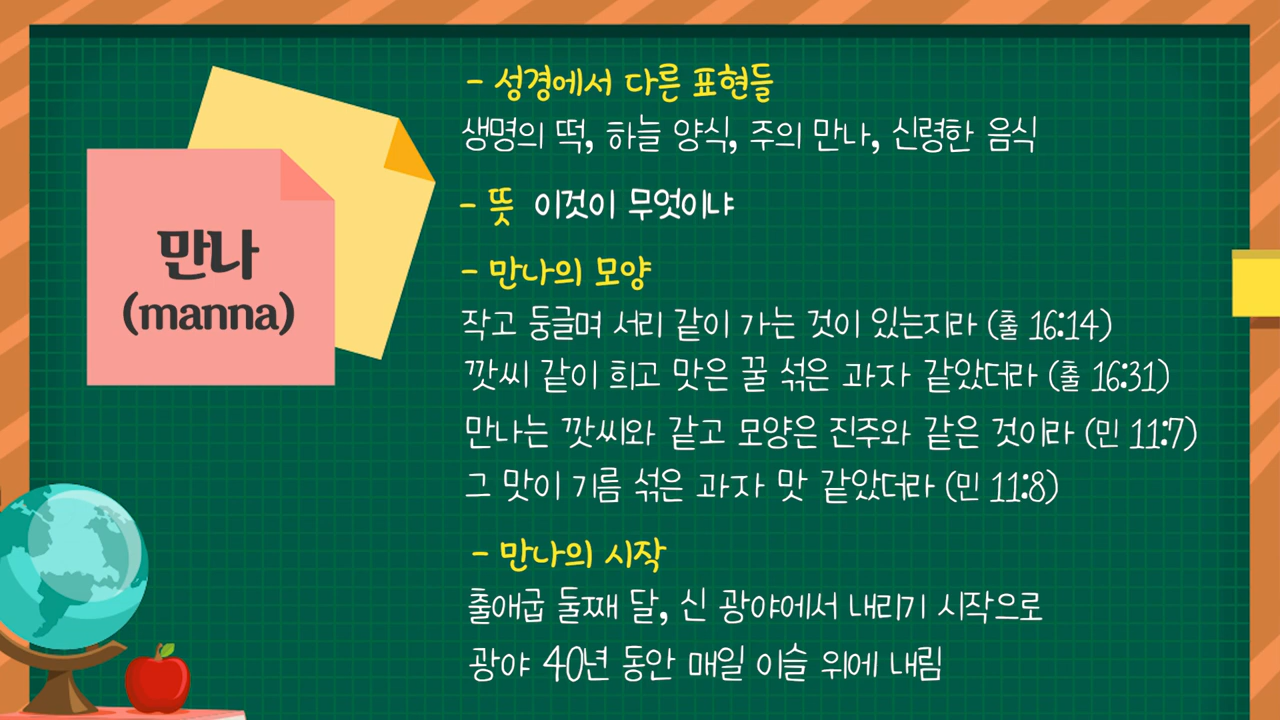 만나
(manna)
- 성경에서 다른 표현들
생명의 떡, 하늘 양식, 주의 만나, 신령한 음식
- 뜻 이것이 무엇이냐
- 만나의 모양
작고 둥글며 서리 같이 가는 것이 있는지라 (출 16:14)
깟씨 같이 희고 맛은 꿀 섞은 과자 같았더라 (출 16:31)
만나는 깟씨와 같고 모양은 진주와 같은 것이라 (민 11:7)
그 맛이 기름 섞은 과자 맛 같았더라 (민 11:8)
- 만나의 시작
출애굽 둘째 달, 신 광야에서 내리기 시작으로
광야 40년 동안 매일 이슬 위에 내림